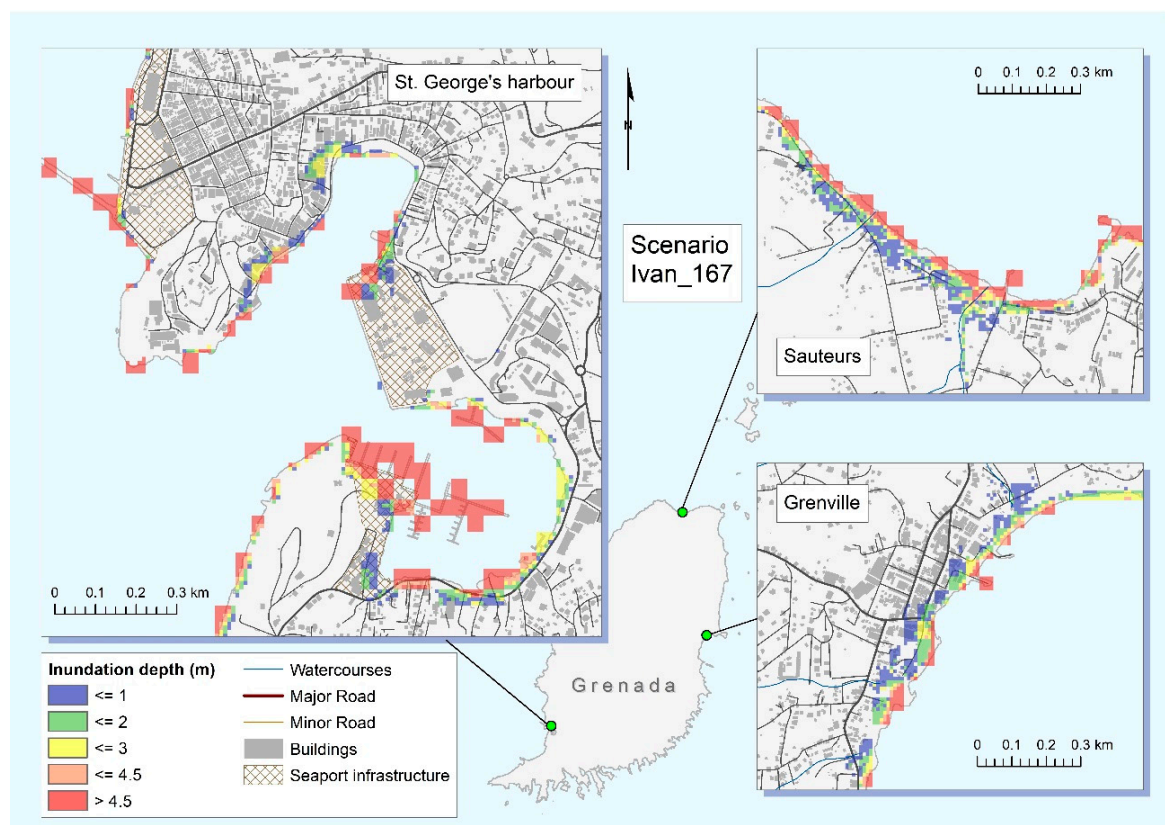 St. George's harbour
N
0 0.1 0.2 0.3 km
Scenario
Ivan_167
0 0.1 0.2 0.3 km
Sauteurs
Grenville
0 0.1 0.2 0.3 km
Grenada
Inundation depth (m)
<= 1
<= 2
<= 3
<= 4.5
> 4.5
Watercourses
Major Road
Minor Road
Buildings
Seaport infrastructure